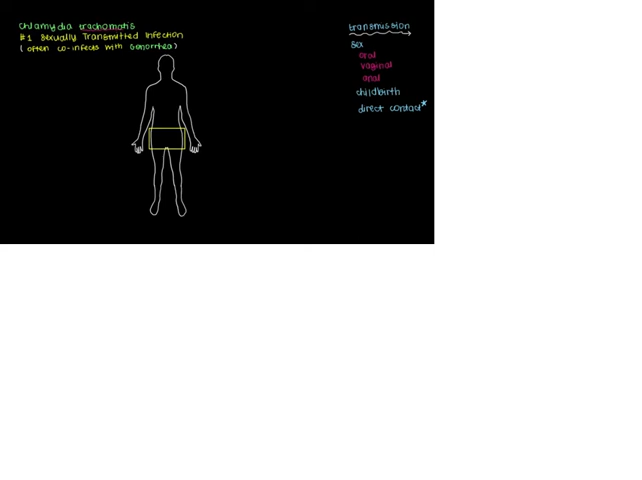 Chlamydia trachomatis
#1 Sexually Transmitted Infection
(often co-infects with Gonorrhea)
transmission
sex
oral
vaginal
anal
childbirth
direct contact*